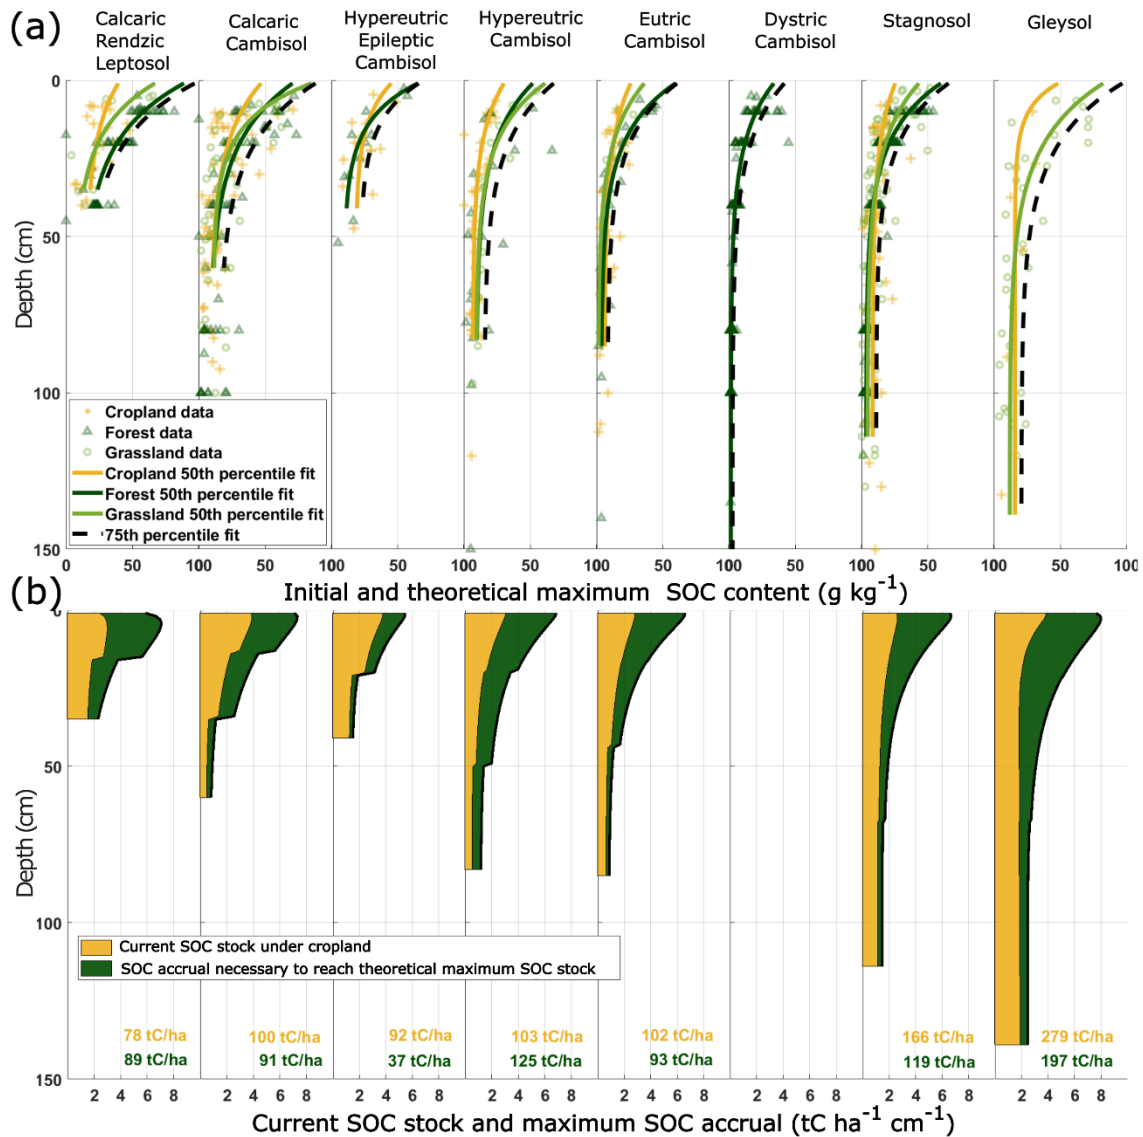 (a)
Calcaric
Rendzic
Leptosol
Calcaric
Cambisol
Hypereutric
Epileptic
Cambisol
Hypereutric
Cambisol
Eutric
Cambisol
Dystric
Cambisol
Stagnosol
Gleysol
0
50
100
150
Depth (cm)
Cropland data
Forest data
Grassland data
Cropland 50th percentile fit
Forest 50th percentile fit
Grassland 50th percentile fit
75th percentile fit
0 50 100 50 100 50 100 50 100 50 100 50 100 50 100 50 100
Initial and theoretical maximum SOC content (g kg⁻¹)
(b)
0
50
100
150
Depth (cm)
Current SOC stock under cropland
SOC accrual necessary to reach theoretical maximum SOC stock
78 tC/ha 100 tC/ha 92 tC/ha 103 tC/ha 102 tC/ha 166 tC/ha 279 tC/ha
89 tC/ha 91 tC/ha 37 tC/ha 125 tC/ha 93 tC/ha 119 tC/ha 197 tC/ha
2 4 6 8 2 4 6 8 2 4 6 8 2 4 6 8 2 4 6 8 2 4 6 8 2 4 6 8 2 4 6 8
Current SOC stock and maximum SOC accrual (tC ha⁻¹ cm⁻¹)